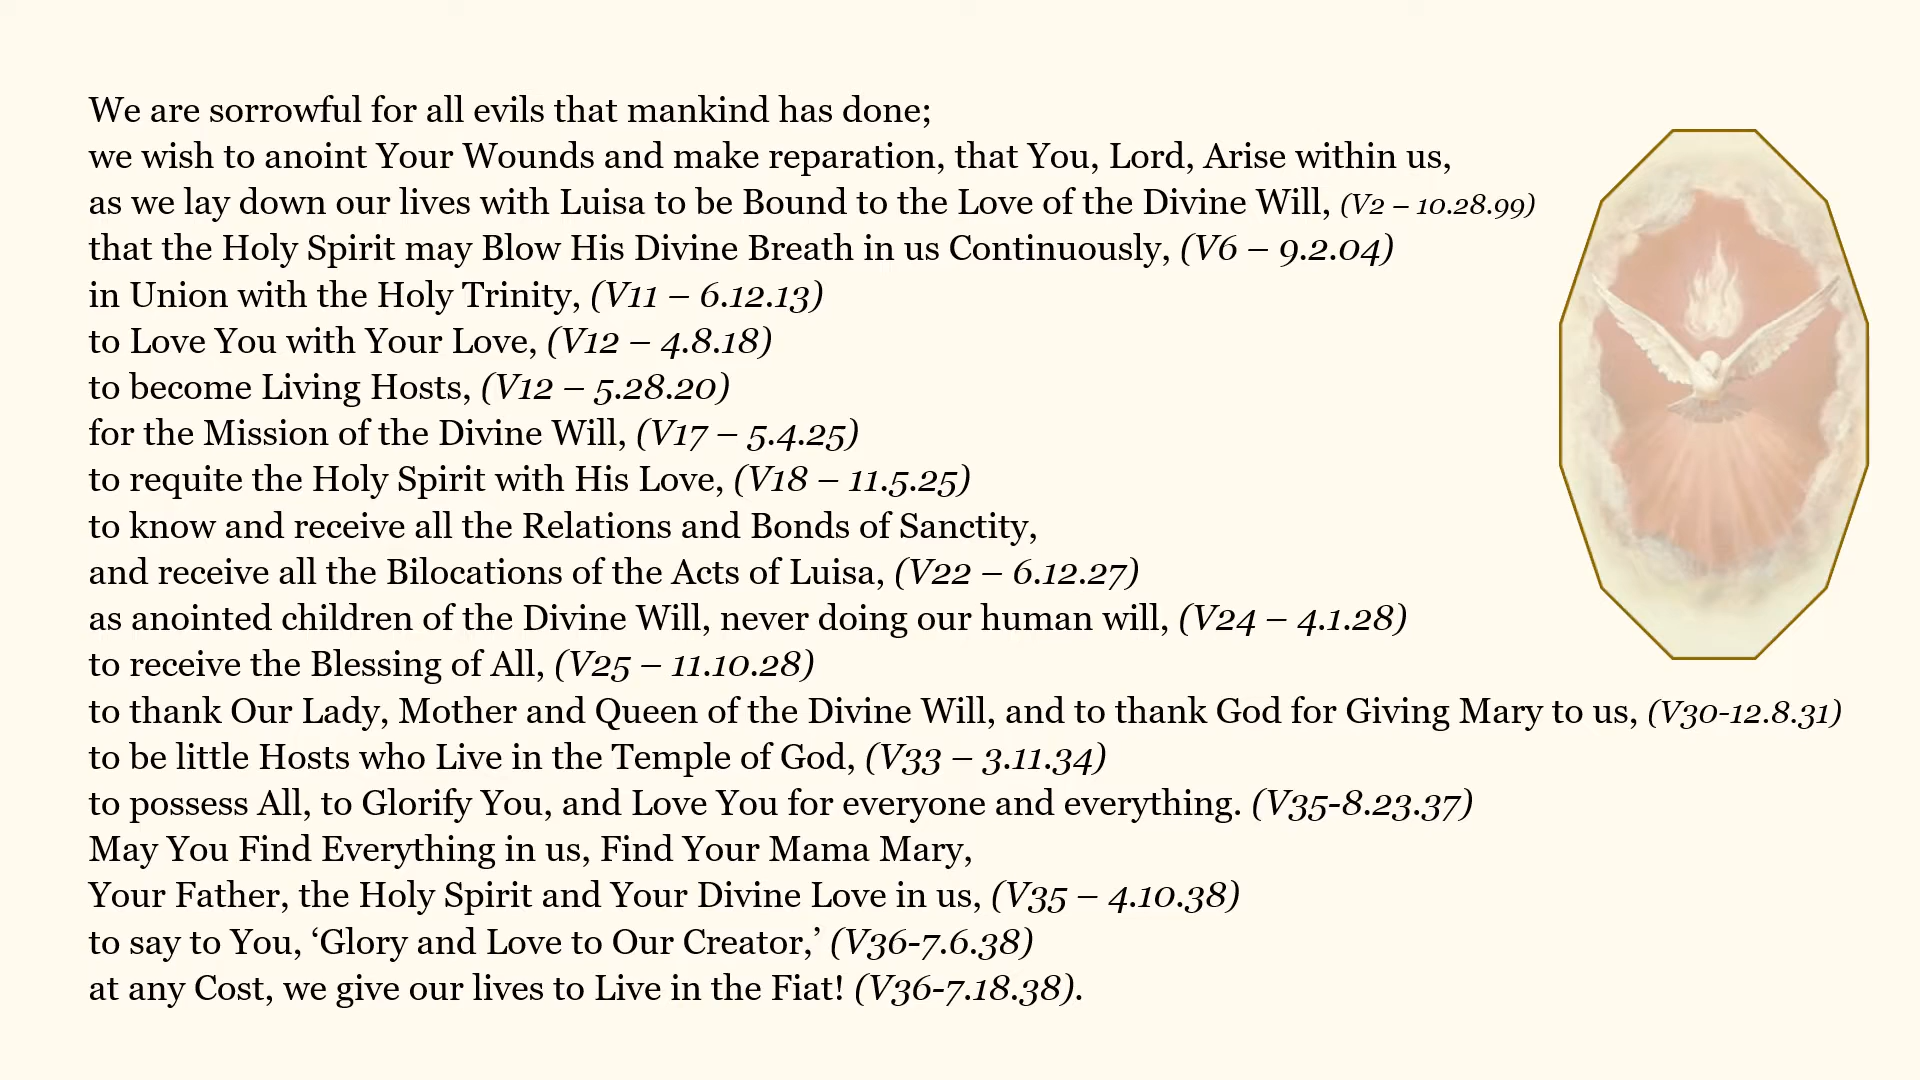 We are sorrowful for all evils that mankind has done;
we wish to anoint Your Wounds and make reparation, that You, Lord, Arise within us,
as we lay down our lives with Luisa to be Bound to the Love of the Divine Will, (V2 – 10.28.99)
that the Holy Spirit may Blow His Divine Breath in us Continuously, (V6 – 9.2.04)
in Union with the Holy Trinity, (V11 – 6.12.13)
to Love You with Your Love, (V12 – 4.8.18)
to become Living Hosts, (V12 – 5.28.20)
for the Mission of the Divine Will, (V17 – 5.4.25)
to requite the Holy Spirit with His Love, (V18 – 11.5.25)
to know and receive all the Relations and Bonds of Sanctity,
and receive all the Bilocations of the Acts of Luisa, (V22 – 6.12.27)
as anointed children of the Divine Will, never doing our human will, (V24 – 4.1.28)
to receive the Blessing of All, (V25 – 11.10.28)
to thank Our Lady, Mother and Queen of the Divine Will, and to thank God for Giving Mary to us, (V30-12.8.31)
to be little Hosts who Live in the Temple of God, (V33 – 3.11.34)
to possess All, to Glorify You, and Love You for everyone and everything. (V35-8.23.37)
May You Find Everything in us, Find Your Mama Mary,
Your Father, the Holy Spirit and Your Divine Love in us, (V35 – 4.10.38)
to say to You, ‘Glory and Love to Our Creator,’ (V36-7.6.38)
at any Cost, we give our lives to Live in the Fiat! (V36-7.18.38).